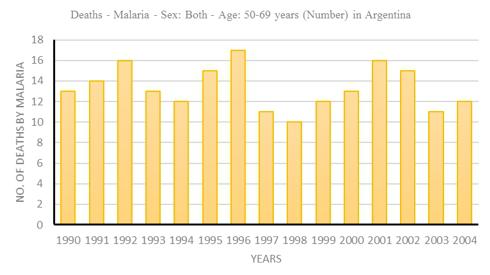 Deaths - Malaria - Sex: Both - Age: 50-69 years (Number) in Argentina
NO. OF DEATHS BY MALARIA
18
16
14
12
10
8
6
4
2
0
1990 1991 1992 1993 1994 1995 1996 1997 1998 1999 2000 2001 2002 2003 2004
YEARS